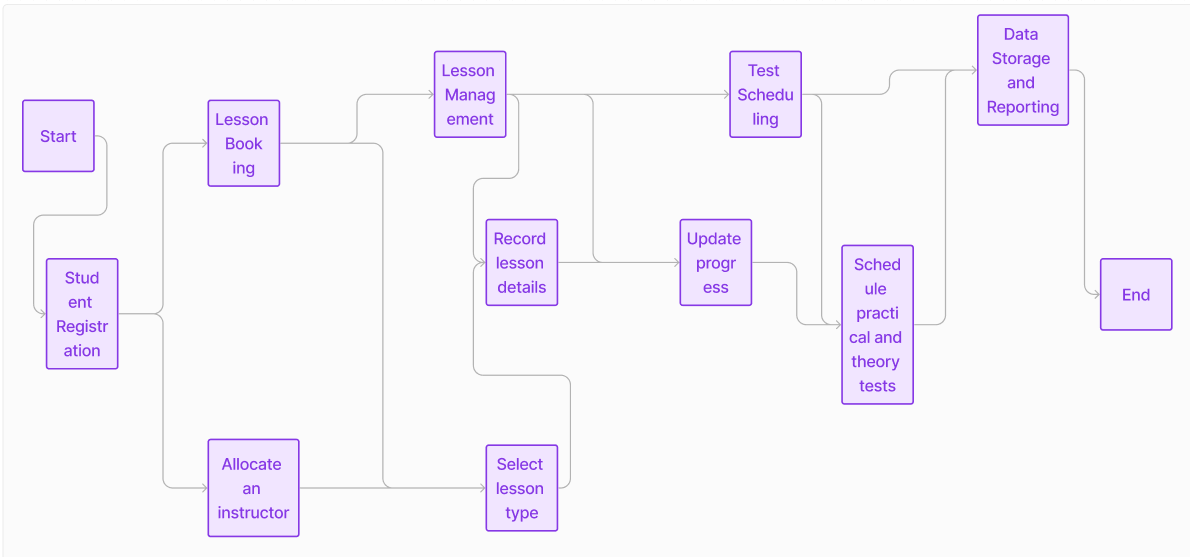 Start
Stud
ent
Registr
ation
Lesson
Book
ing
Allocate
an
instructor
Lesson
Manag
ement
Record
lesson
details
Select
lesson
type
Update
progr
ess
Test
Schedu
ling
Sched
ule
practi
cal and
theory
tests
Data
Storage
and
Reporting
End